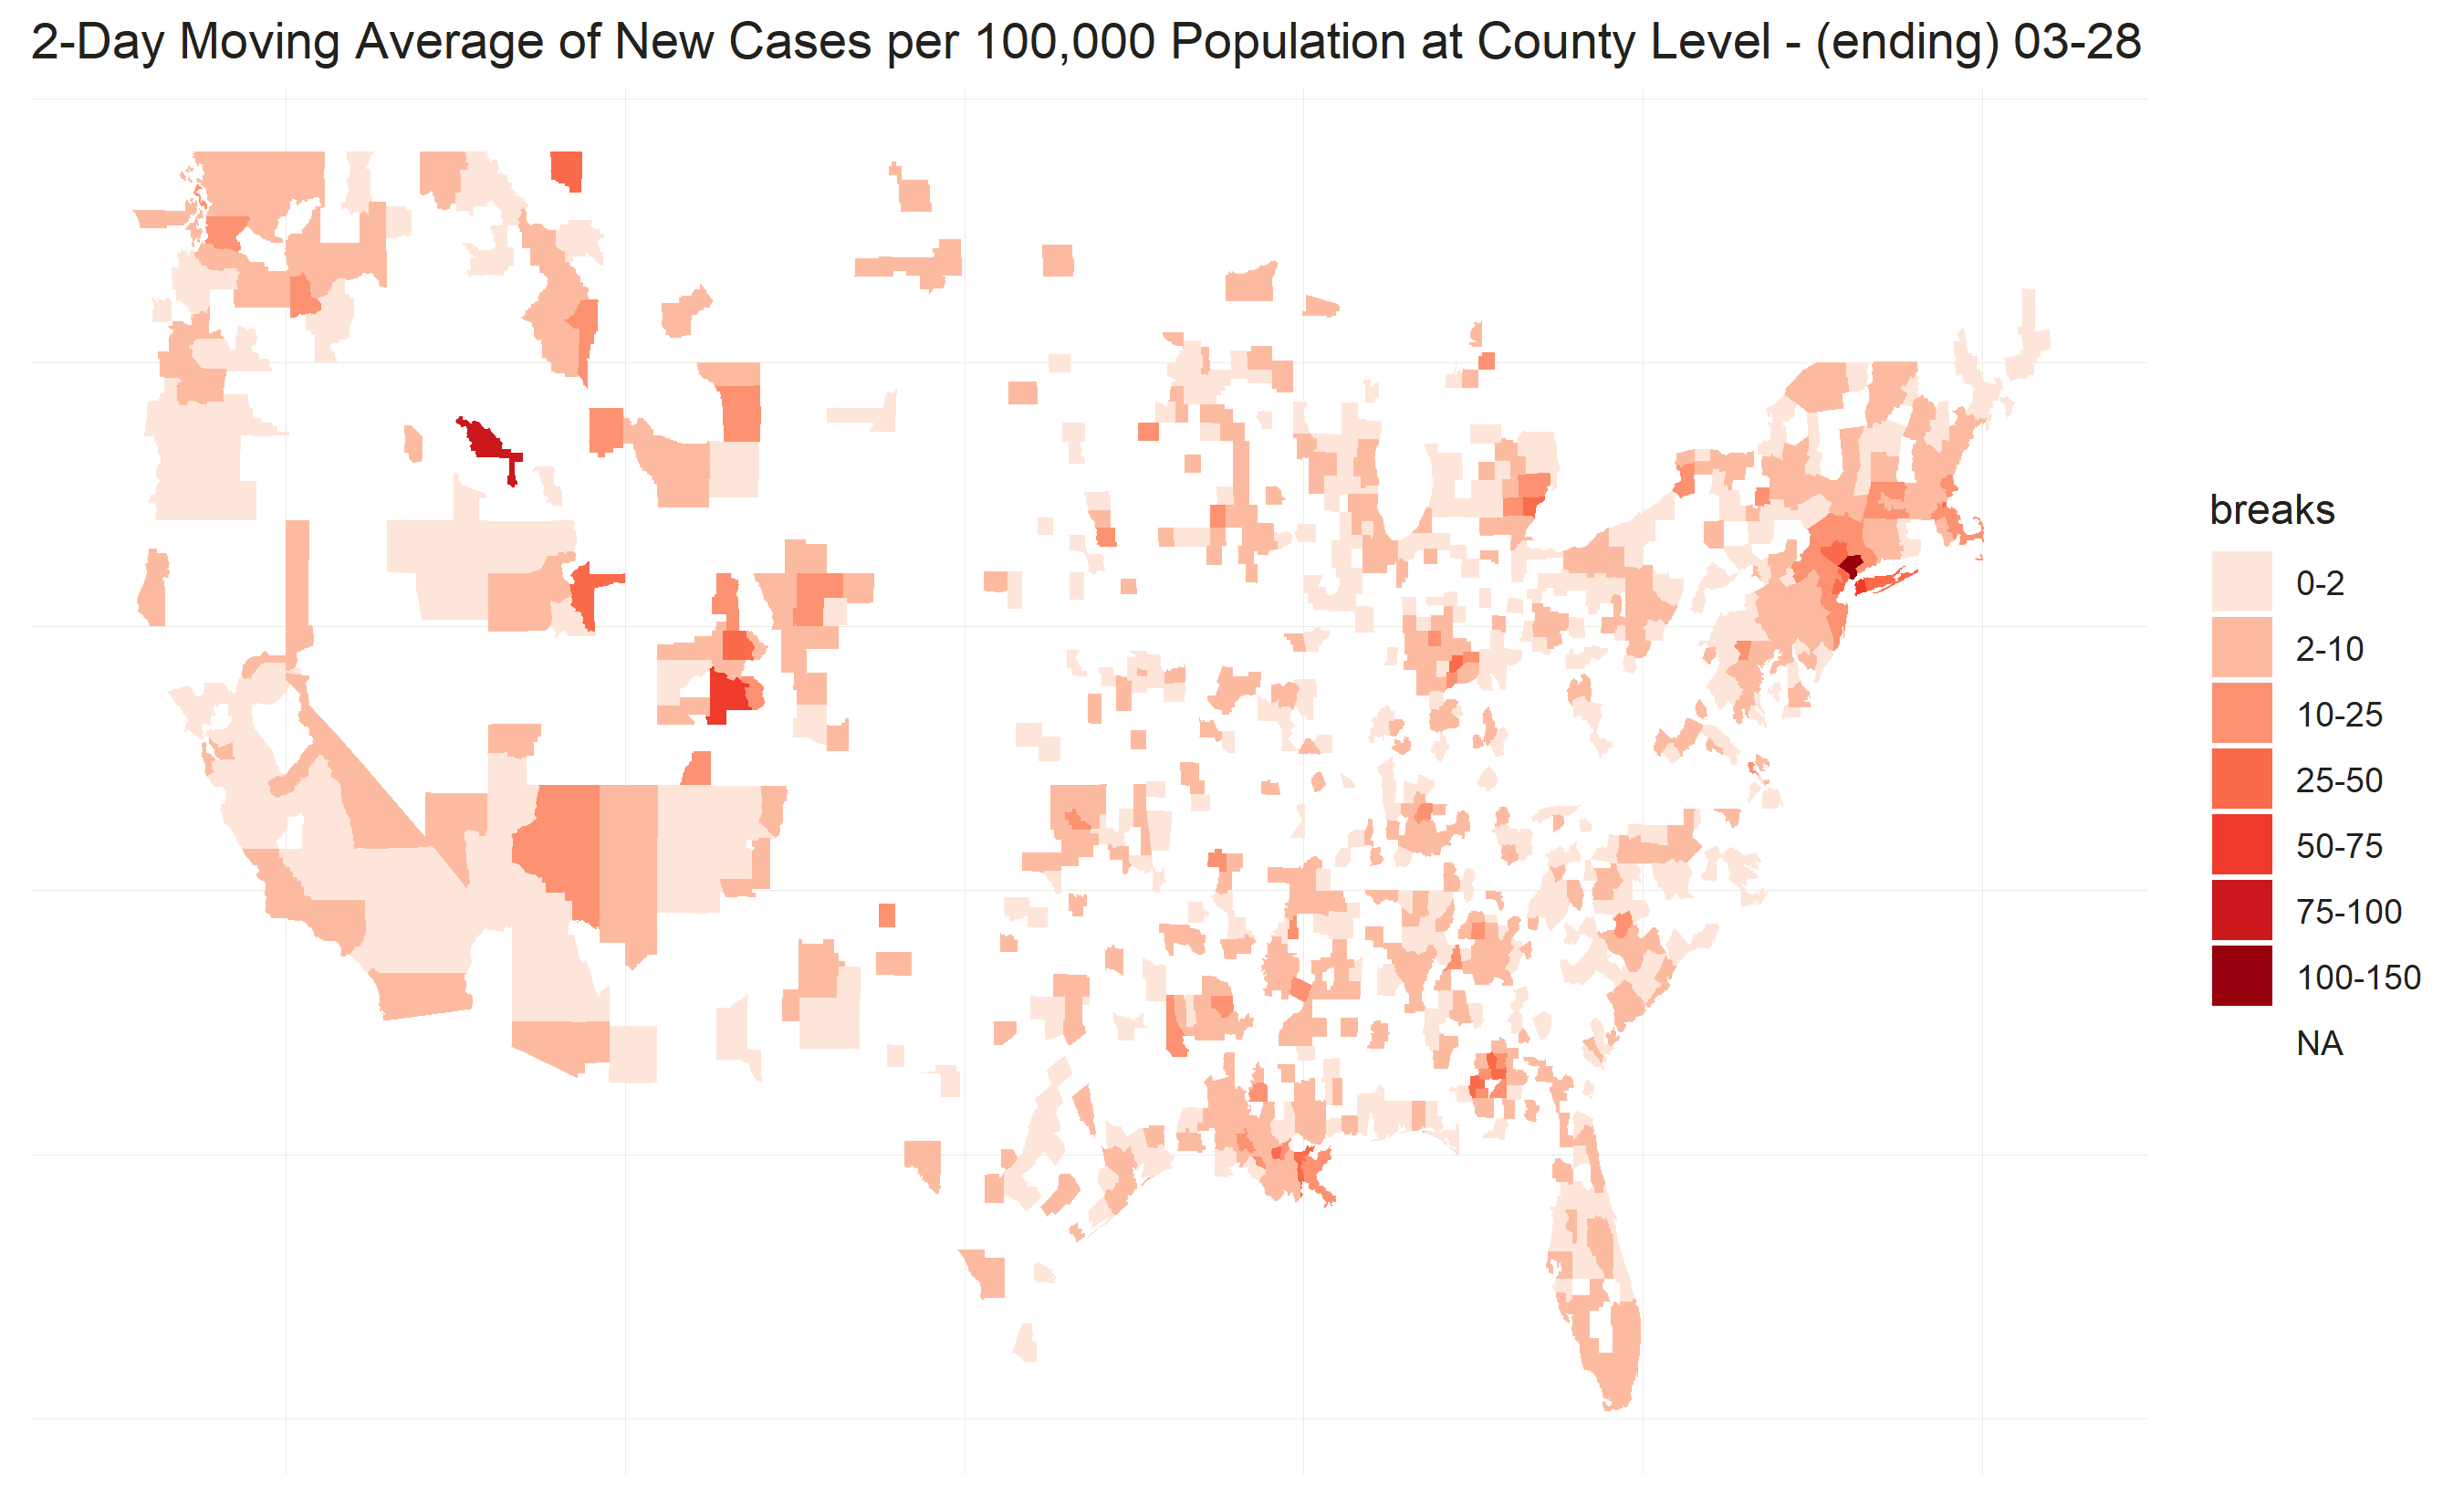 2-Day Moving Average of New Cases per 100,000 Population at County Level - (ending) 03-28
breaks
0-2
2-10
10-25
25-50
50-75
75-100
100-150
NA